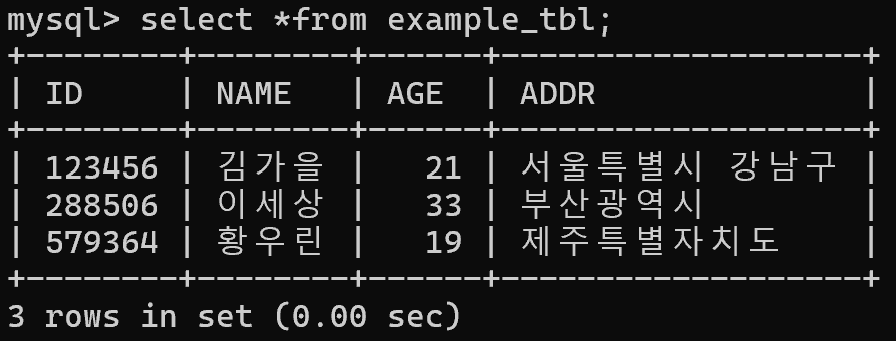 mysql> select *from example_tbl;
+--------+--------+------+--------------------+
| ID     | NAME   | AGE  | ADDR               |
+--------+--------+------+--------------------+
| 123456 | 김가을 |   21 | 서울특별시 강남구 |
| 288506 | 이세상 |   33 | 부산광역시         |
| 579364 | 황우린 |   19 | 제주특별자치도     |
+--------+--------+------+--------------------+
3 rows in set (0.00 sec)